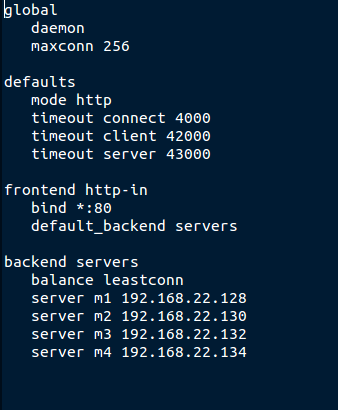 global
daemon
maxconn 256
defaults
mode http
timeout connect 4000
timeout client 42000
timeout server 43000
frontend http-in
bind *:80
default_backend servers
backend servers
balance leastconn
server m1 192.168.22.128
server m2 192.168.22.130
server m3 192.168.22.132
server m4 192.168.22.134